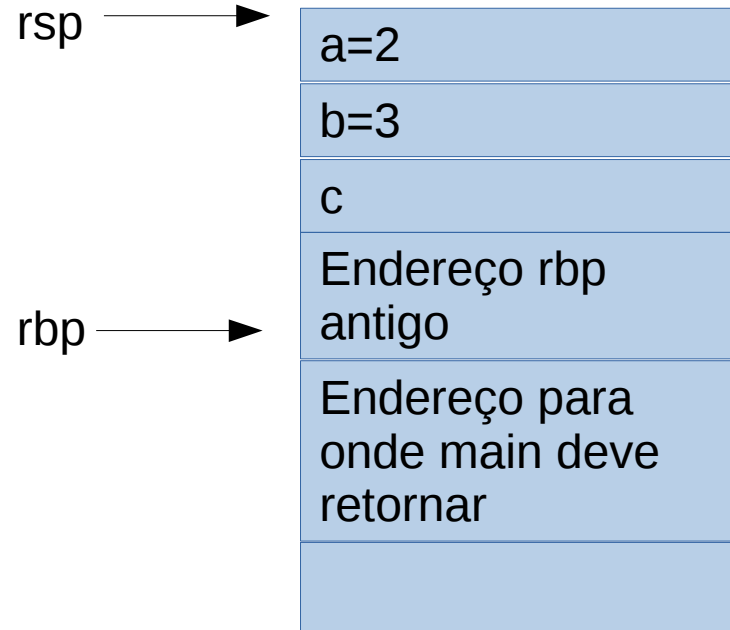 rsp
a=2
b=3
c
Endereço rbp
antigo
rbp
Endereço para
onde main deve
retornar